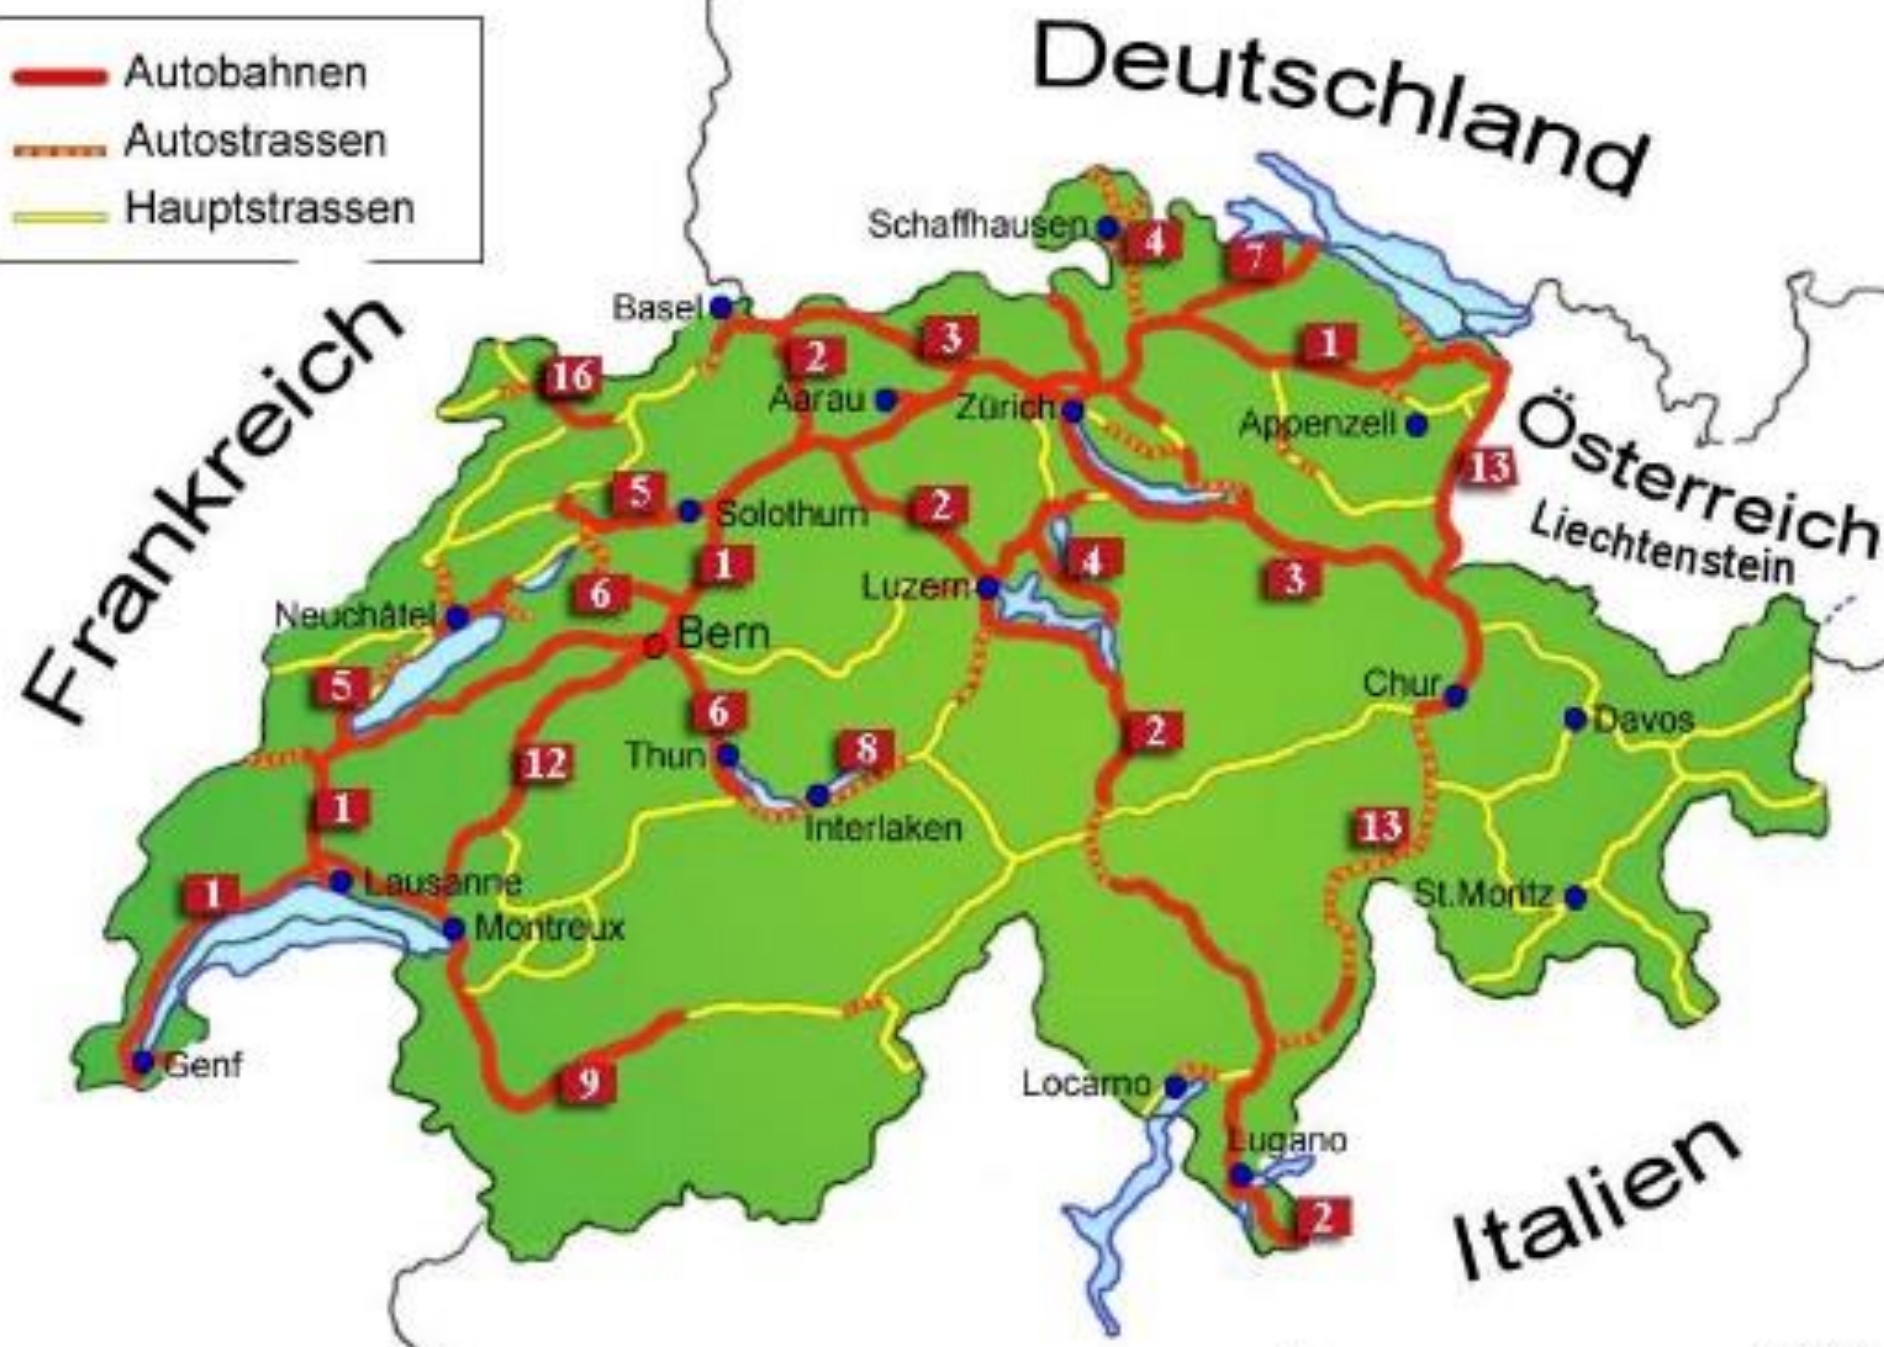 Autobahnen
Autostrassen
Hauptstrassen
Deutschland
Frankreich
Österreich
Liechtenstein
Italien
Schaffhausen
4
7
Basel
16
2
3
1
Aarau
Zürich
Appenzell
13
5
Solothurn
2
1
6
Luzern
4
3
Neuchâtel
Bern
5
6
Chur
Davos
12
Thun
8
2
1
Interlaken
13
1
Lausanne
St.Moritz
Montreux
Genf
9
Locarno
Lugano
2